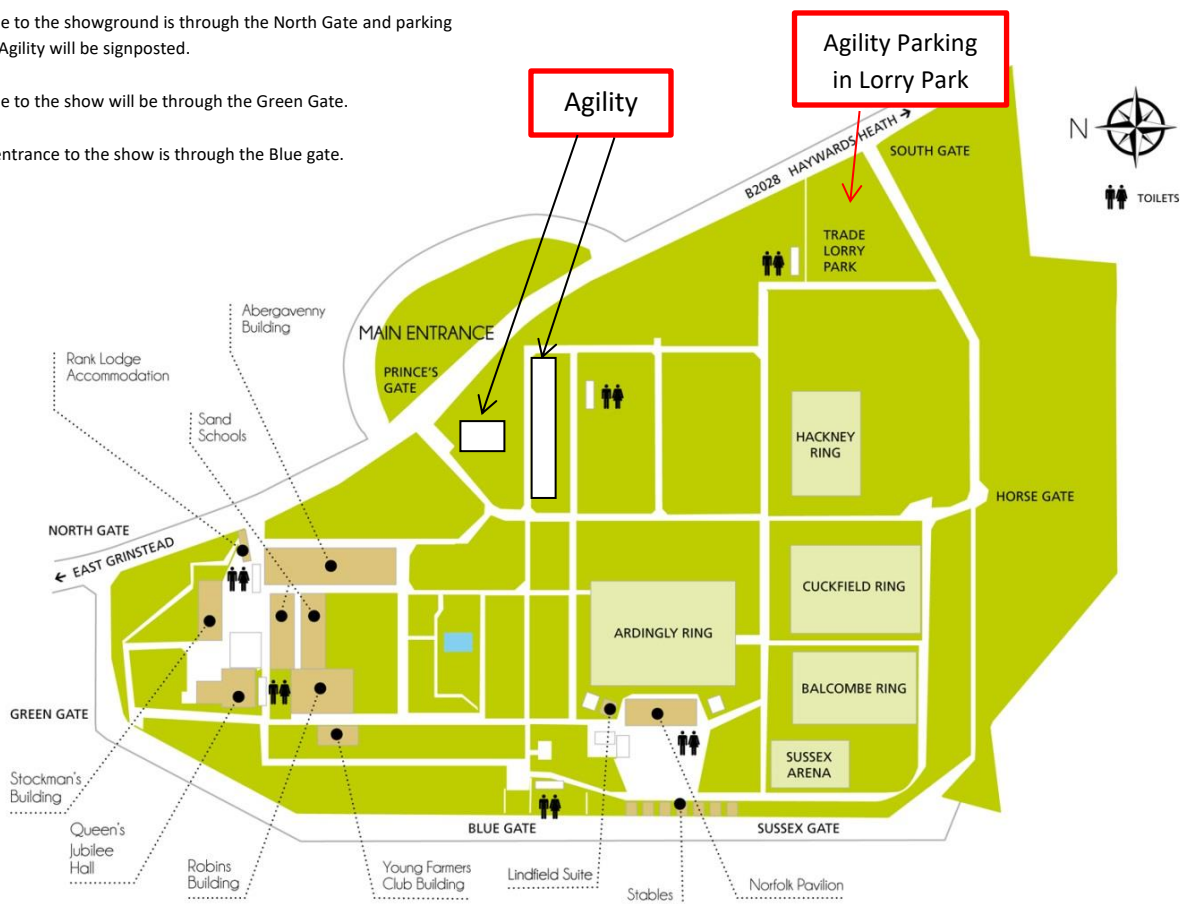 e to the showground is through the North Gate and parking
Agility will be signposted.
e to the show will be through the Green Gate.
entrance to the show is through the Blue gate.
Agility
Agility Parking
in Lorry Park
N
TOILETS
B2028 HAYWARDS HEATH →
SOUTH GATE
TRADE
LORRY
PARK
Abergavenny
Building
MAIN ENTRANCE
PRINCE'S
GATE
Rank Lodge
Accommodation
Sand
Schools
HACKNEY
RING
HORSE GATE
NORTH GATE
← EAST GRINSTEAD
CUCKFIELD RING
ARDINGLY RING
BALCOMBE RING
GREEN GATE
SUSSEX
ARENA
Stockman's
Building
BLUE GATE
SUSSEX GATE
Queen's
Jubilee
Hall
Robins
Building
Young Farmers
Club Building
Lindfield Suite
Stables
Norfolk Pavilion